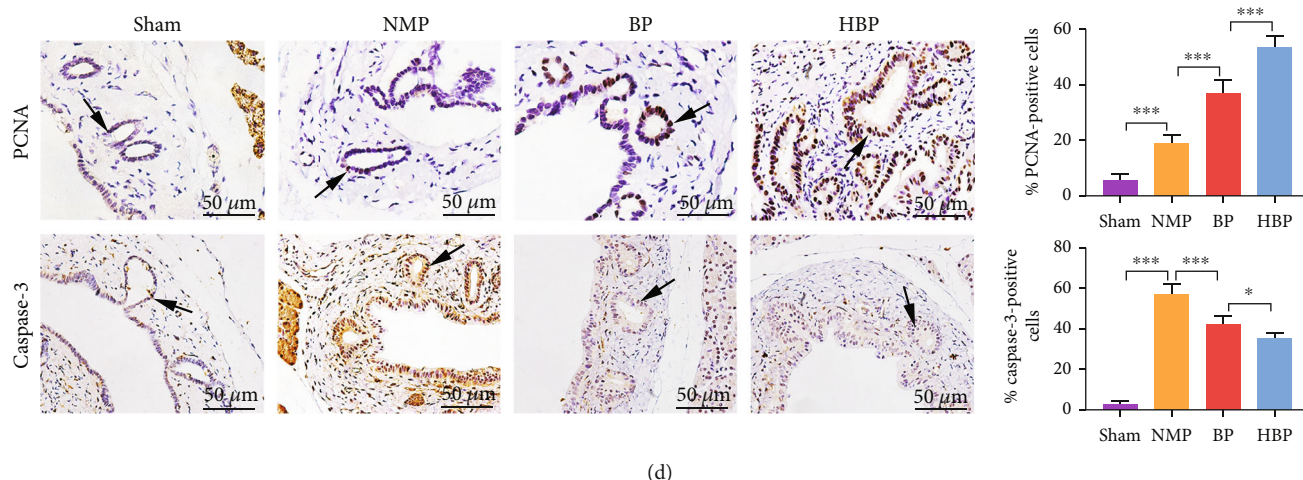 Sham NMP BP HBP
PCNA
50 μm 50 μm 50 μm 50 μm
Caspase-3
50 μm 50 μm 50 μm 50 μm
% PCNA-positive cells
60
40
20
0
***
***
***
Sham NMP BP HBP
% caspase-3-positive
cells
80
60
40
20
0
*** ***
*
Sham NMP BP HBP
(d)